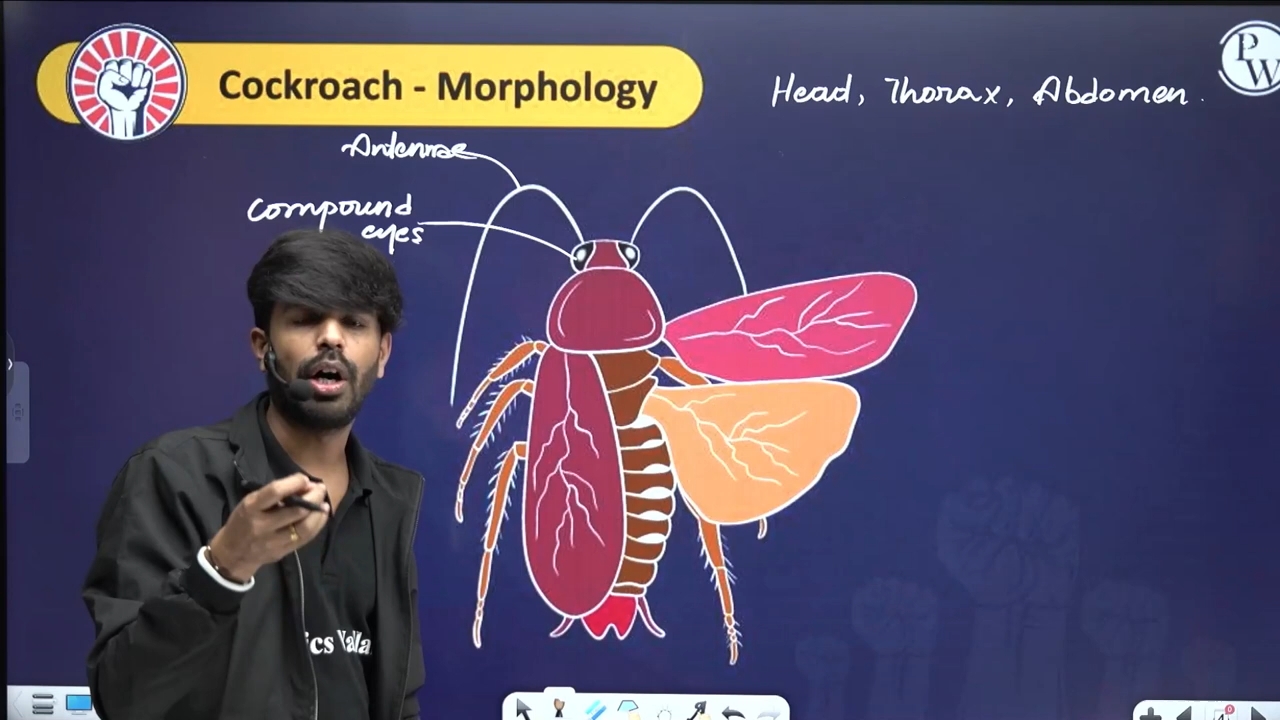 Cockroach - Morphology
Head, Thorax, Abdomen.
PW
Antennae
compound
eyes